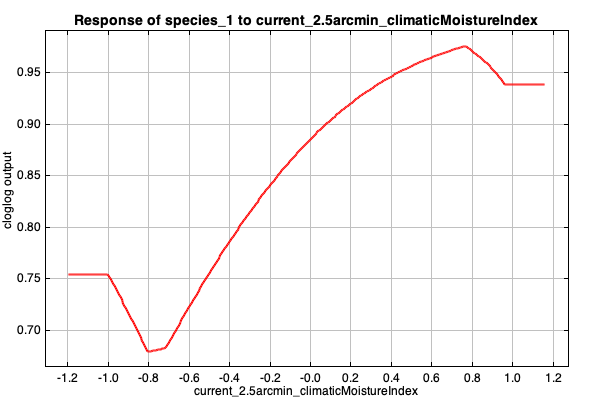 Response of species_1 to current_2.5arcmin_climaticMoistureIndex
0.95
0.90
0.85
0.80
0.75
0.70
cloglog output
-1.2 -1.0 -0.8 -0.6 -0.4 -0.2 -0.0 0.2 0.4 0.6 0.8 1.0 1.2
current_2.5arcmin_climaticMoistureIndex